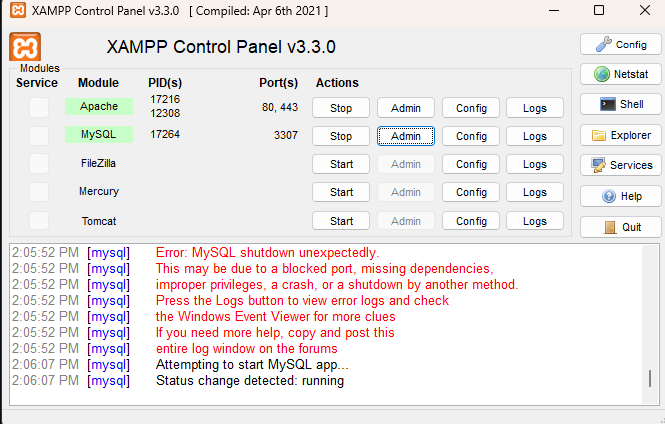 XAMPP Control Panel v3.3.0 [ Compiled: Apr 6th 2021 ]
XAMPP Control Panel v3.3.0
Config
Modules
Service Module PID(s) Port(s) Actions
Netstat
Apache 17216 12308 80, 443 Stop Admin Config Logs
Shell
MySQL 17264 3307 Stop Admin Config Logs
Explorer
FileZilla Start Admin Config Logs
Services
Mercury Start Admin Config Logs
Help
Tomcat Start Admin Config Logs
Quit
2:05:52 PM [mysql] Error: MySQL shutdown unexpectedly.
2:05:52 PM [mysql] This may be due to a blocked port, missing dependencies,
2:05:52 PM [mysql] improper privileges, a crash, or a shutdown by another method.
2:05:52 PM [mysql] Press the Logs button to view error logs and check
2:05:52 PM [mysql] the Windows Event Viewer for more clues
2:05:52 PM [mysql] If you need more help, copy and post this
2:05:52 PM [mysql] entire log window on the forums
2:06:07 PM [mysql] Attempting to start MySQL app...
2:06:07 PM [mysql] Status change detected: running